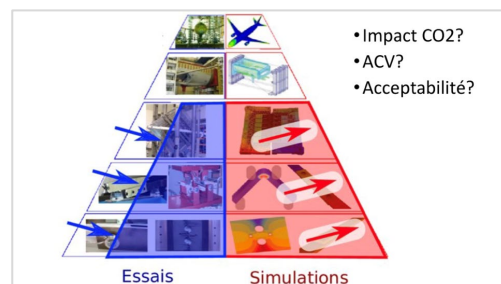 • Impact CO2?
• ACV?
• Acceptabilité?
Essais
Simulations